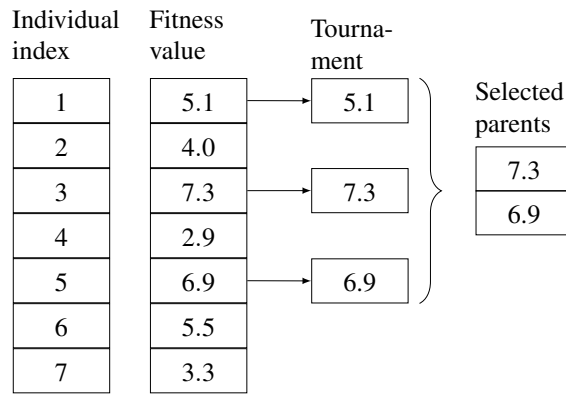 Individual
index
1
2
3
4
5
6
7
Fitness
value
5.1
4.0
7.3
2.9
6.9
5.5
3.3
Tourna-
ment
5.1
7.3
6.9
Selected
parents
7.3
6.9